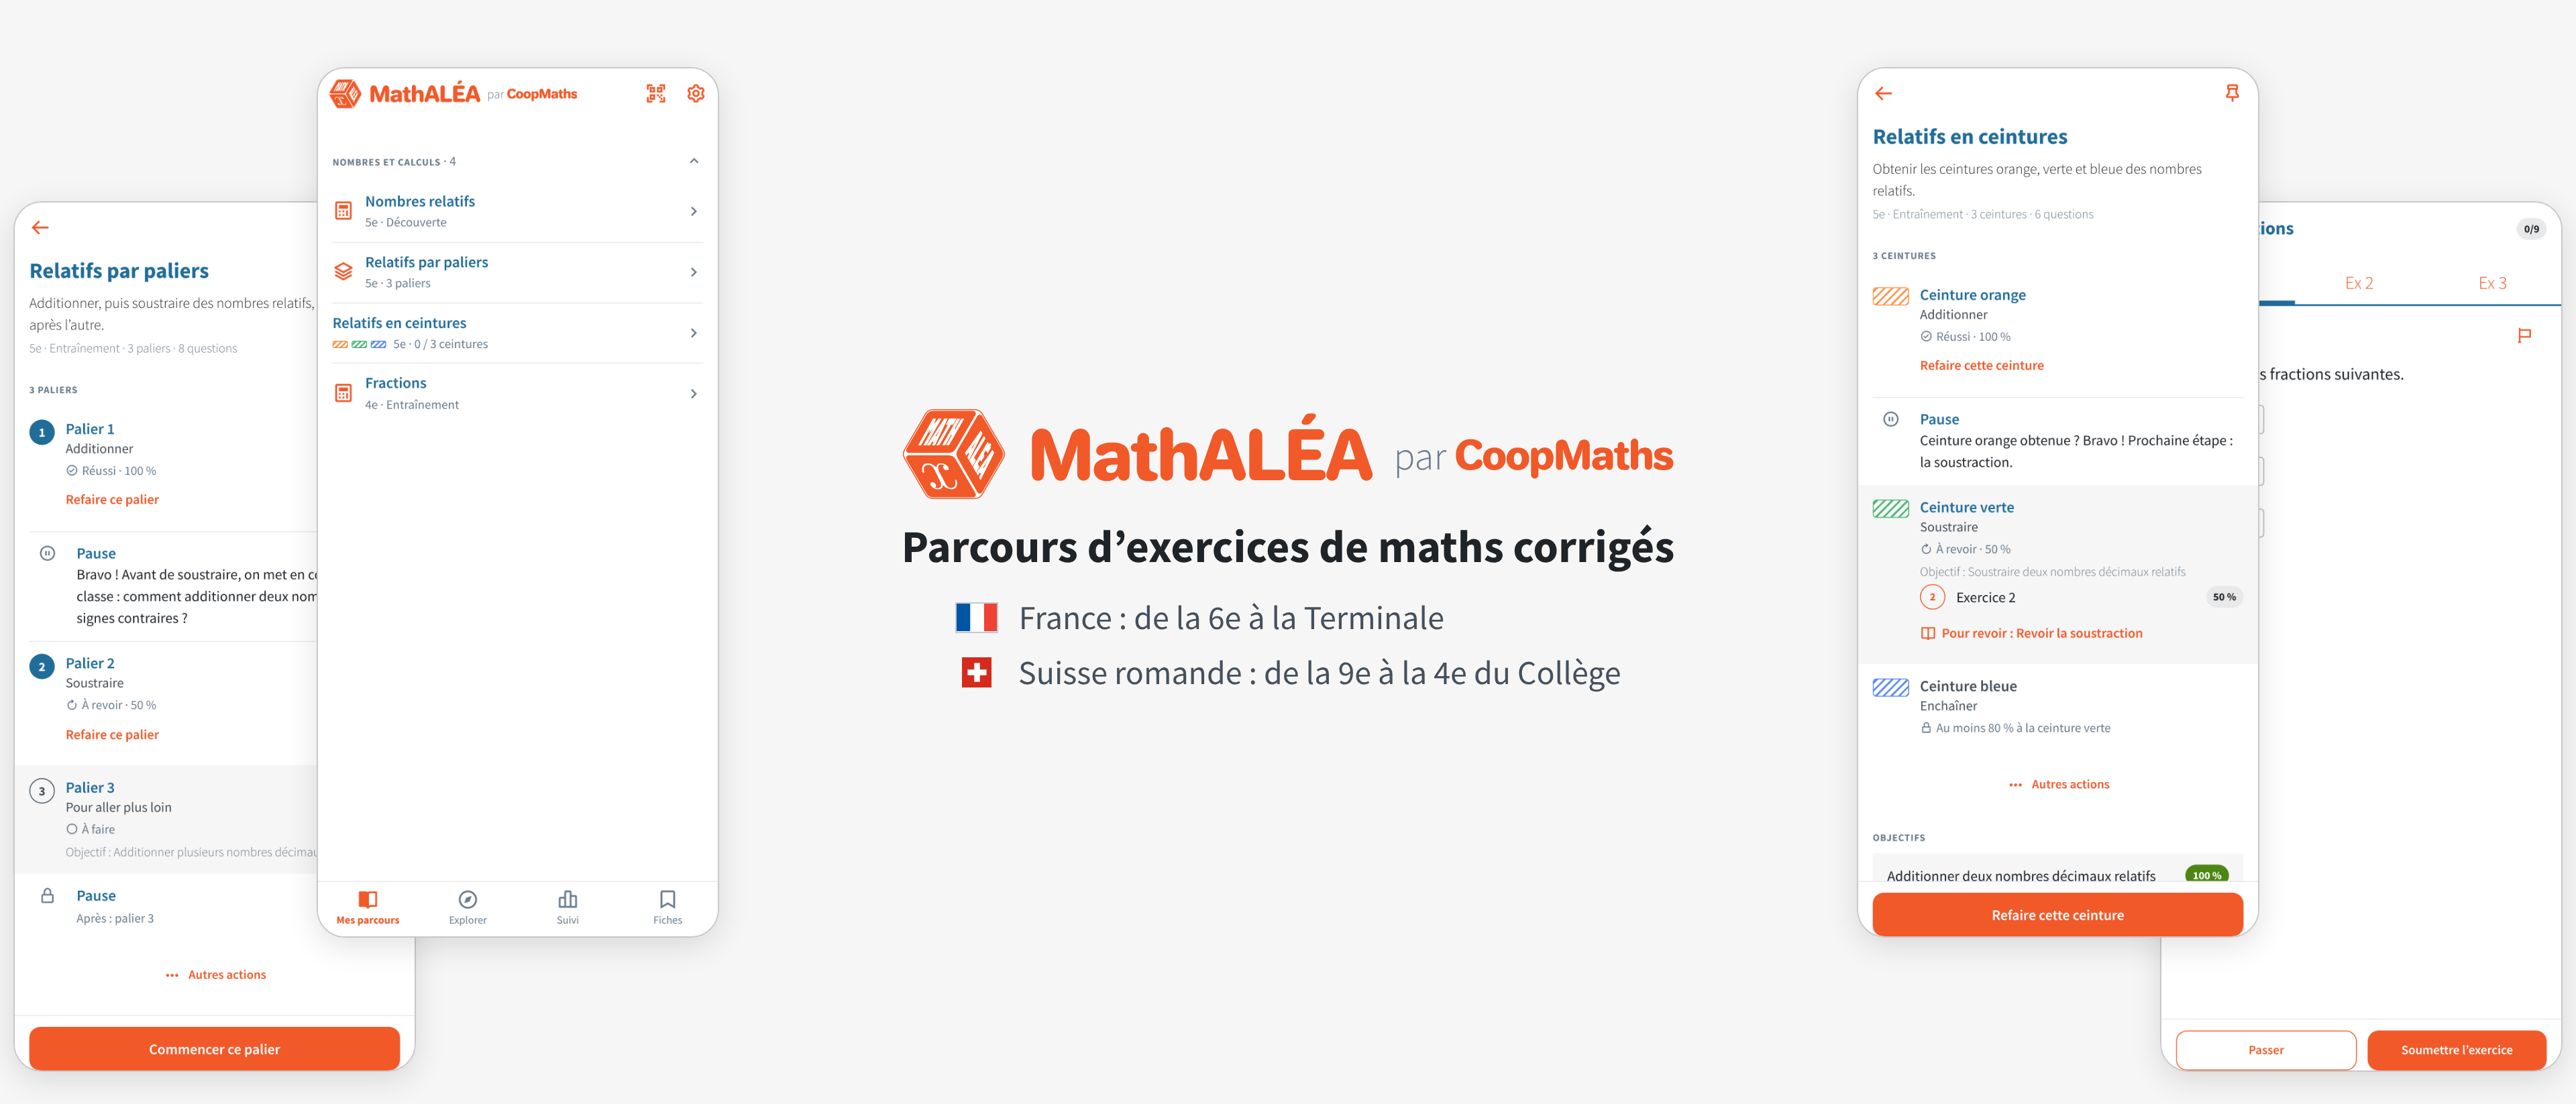 Relatifs par paliers
Additionner, puis soustraire des nombres relatifs,
après l’autre.
5e · Entraînement · 3 paliers · 8 questions
3 PALIERS
1
Palier 1
Additionner
Réussi · 100 %
Refaire ce palier
Pause
Bravo ! Avant de soustraire, on met en
classe : comment additionner deux
signes contraires ?
2
Palier 2
Soustraire
À revoir · 50 %
Refaire ce palier
3
Palier 3
Pour aller plus loin
À faire
Objectif : Additionner plusieurs nombres
Pause
Après : palier 3
Autres actions
Commencer ce palier
MathALÉA par CoopMaths
NOMBRES ET CALCULS · 4
Nombres relatifs
5e · Découverte
Relatifs par paliers
5e · 3 paliers
Relatifs en ceintures
5e · 0 / 3 ceintures
Fractions
4e · Entraînement
Mes parcours
Explorer
Suivi
Fiches
MATH ALEA x
MathALÉA par CoopMaths
Parcours d’exercices de maths corrigés
France : de la 6e à la Terminale
Suisse romande : de la 9e à la 4e du Collège
Relatifs en ceintures
Obtenir les ceintures orange, verte et bleue des nombres
relatifs.
5e · Entraînement · 3 ceintures · 6 questions
3 CEINTURES
Ceinture orange
Additionner
Réussi · 100 %
Refaire cette ceinture
Pause
Ceinture orange obtenue ? Bravo ! Prochaine étape :
la soustraction.
Ceinture verte
Soustraire
À revoir · 50 %
Objectif : Soustraire deux nombres décimaux relatifs
2 Exercice 2 50 %
Pour revoir : Revoir la soustraction
Ceinture bleue
Enchaîner
Au moins 80 % à la ceinture verte
Autres actions
OBJECTIFS
Additionner deux nombres décimaux relatifs 100 %
Refaire cette ceinture
ions 0/9
Ex 2 Ex 3
s fractions suivantes.
Passer
Soumettre l’exercice